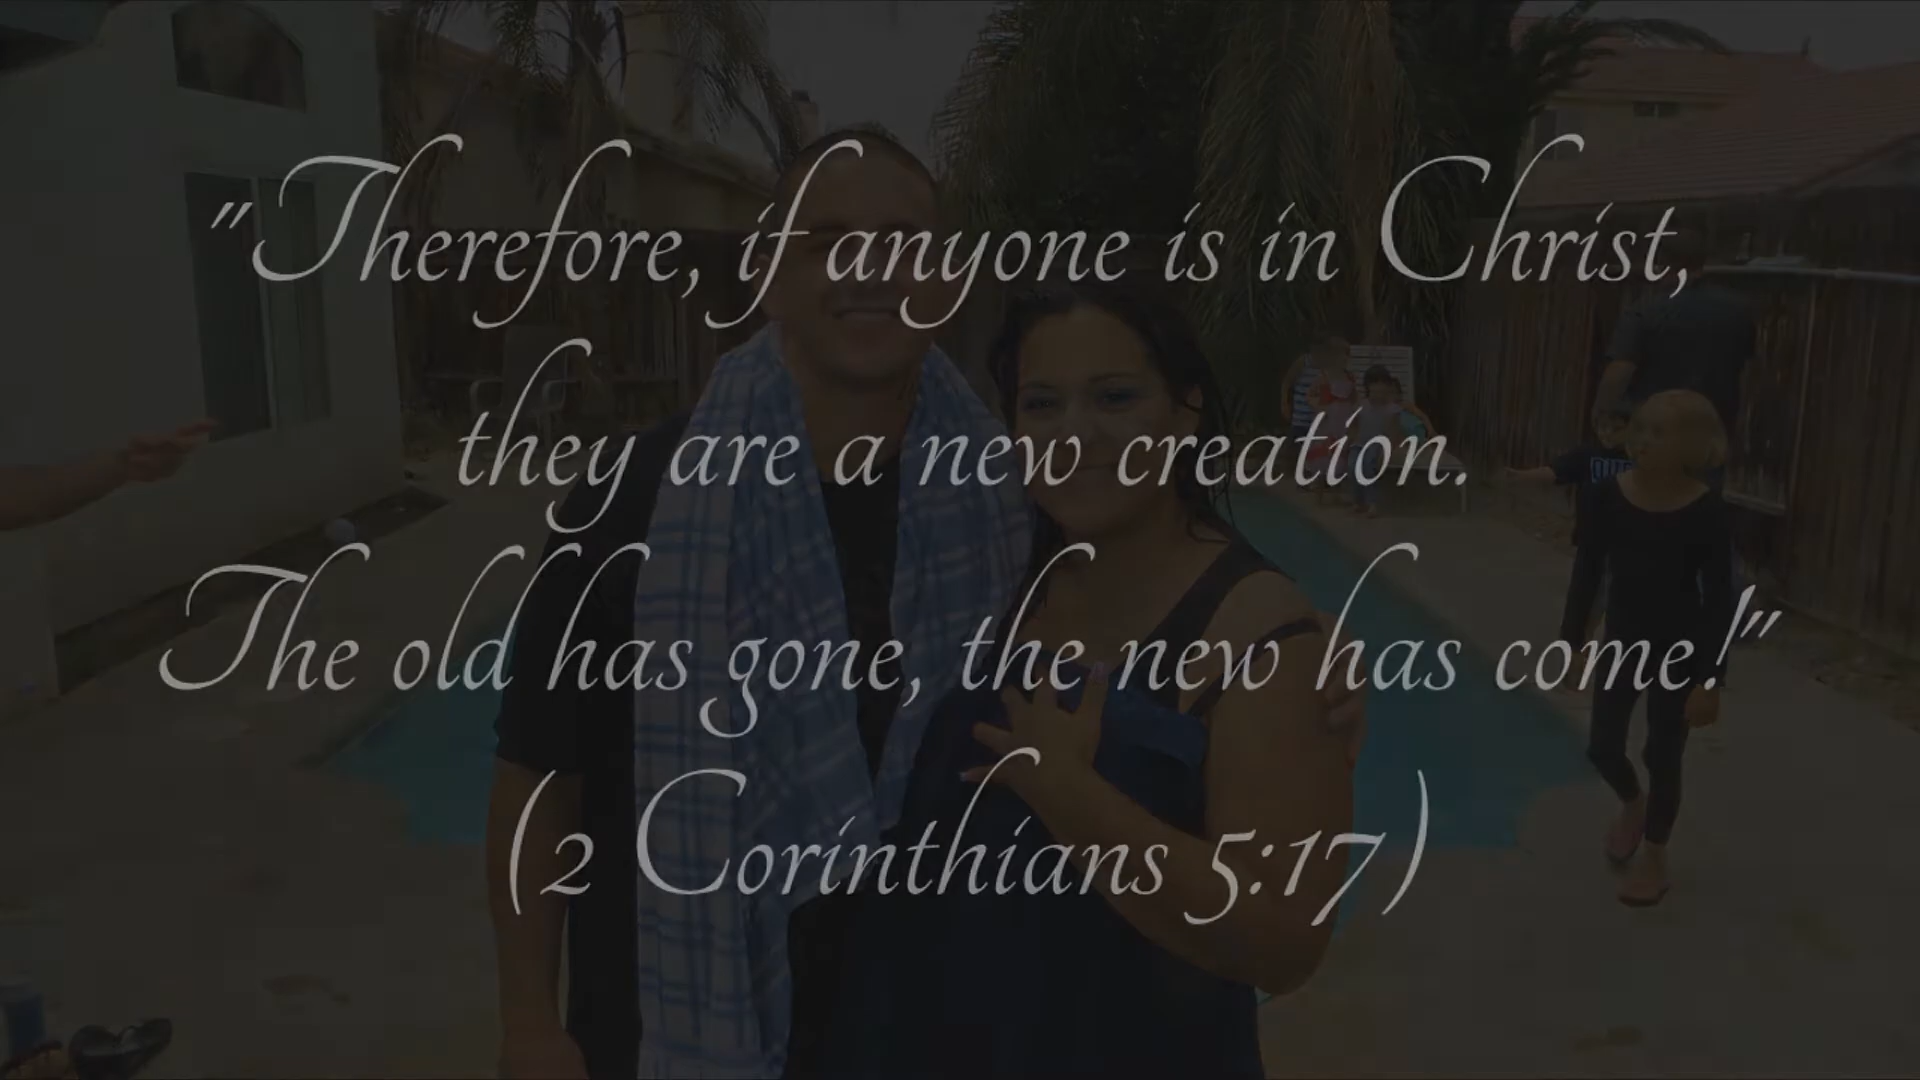 "Therefore, if anyone is in Christ,
they are a new creation.
The old has gone, the new has come!"
(2 Corinthians 5:17)